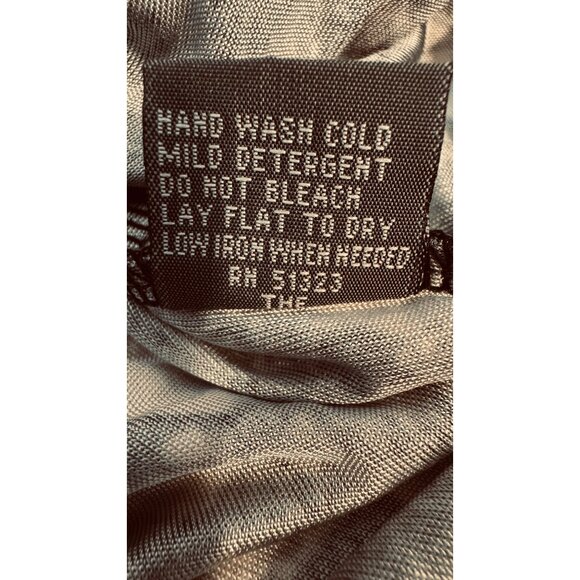 HAND WASH COLD
MILD DETERGENT
DO NOT BLEACH
LAY FLAT TO DRY
LOW IRON WHEN NEEDED
RN 51323
THE